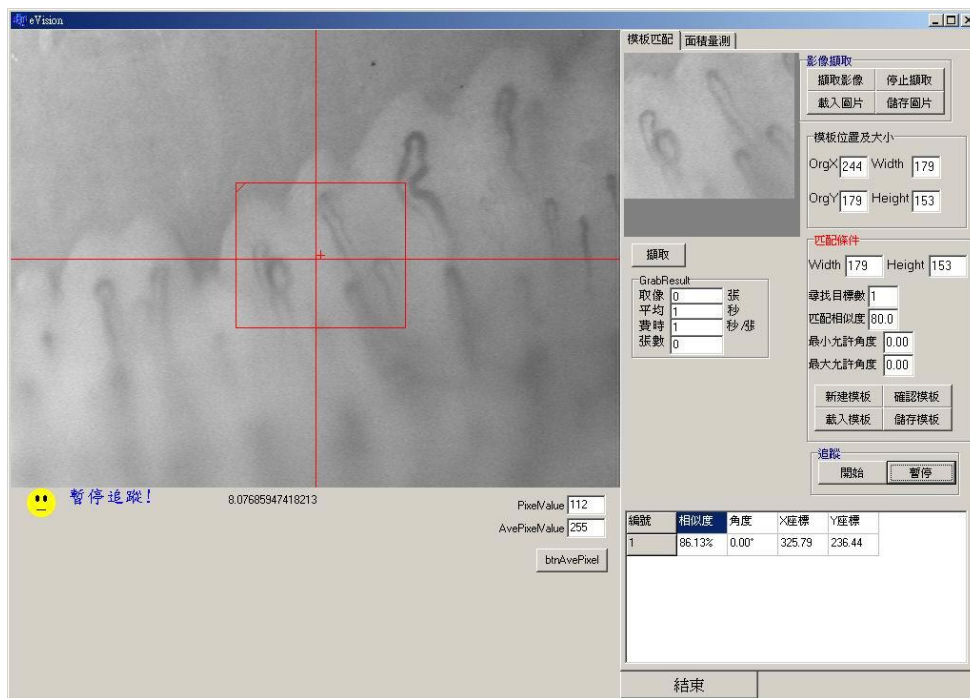 eVision
模板匹配 面積量測
影像擷取
擷取影像 停止擷取
載入圖片 儲存圖片
模板位置及大小
OrgX 244 Width 179
OrgY 179 Height 153
擷取
GrabResult
取像 0 張
平均 1 秒
費時 1 秒/張
張數 0
匹配條件
Width 179 Height 153
尋找目標數 1
匹配相似度 80.0
最小允許角度 0.00
最大允許角度 0.00
新建模板 確認模板
載入模板 儲存模板
追蹤
開始 暫停
暫停追蹤!
8.07685947418213
PixelValue 112
AvePixelValue 255
btnAvePixel
編號 相似度 角度 X座標 Y座標
1 86.13% 0.00° 325.79 236.44
結束